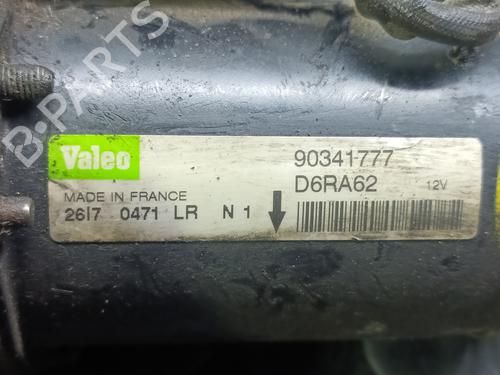 B-PARTS
Valeo
90341777
D6RA62 12V
MADE IN FRANCE
26I7 0471 LR N 1